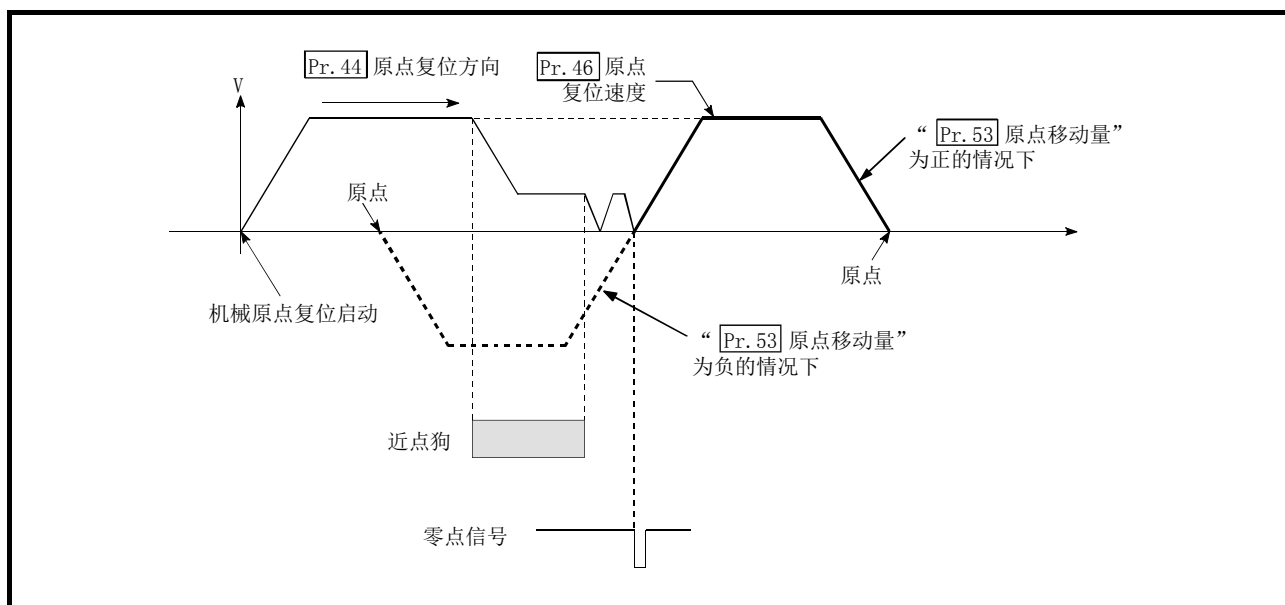 Pr.44 原点复位方向
Pr.46 原点
复位速度
V
“ Pr.53 原点移动量”
为正的情况下
原点
原点
机械原点复位启动
“ Pr.53 原点移动量”
为负的情况下
近点狗
零点信号